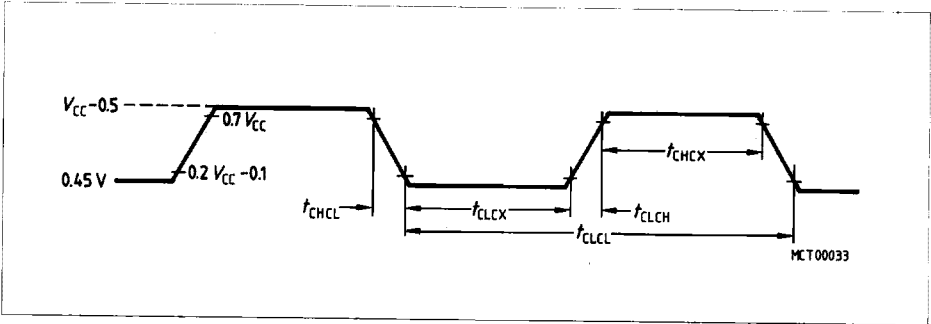 V_CC -0.5
0.7 V_CC
0.2 V_CC -0.1
0.45 V
t_CHCX
t_CHCL
t_CLCX
t_CLCH
t_CLCL
MCT00033